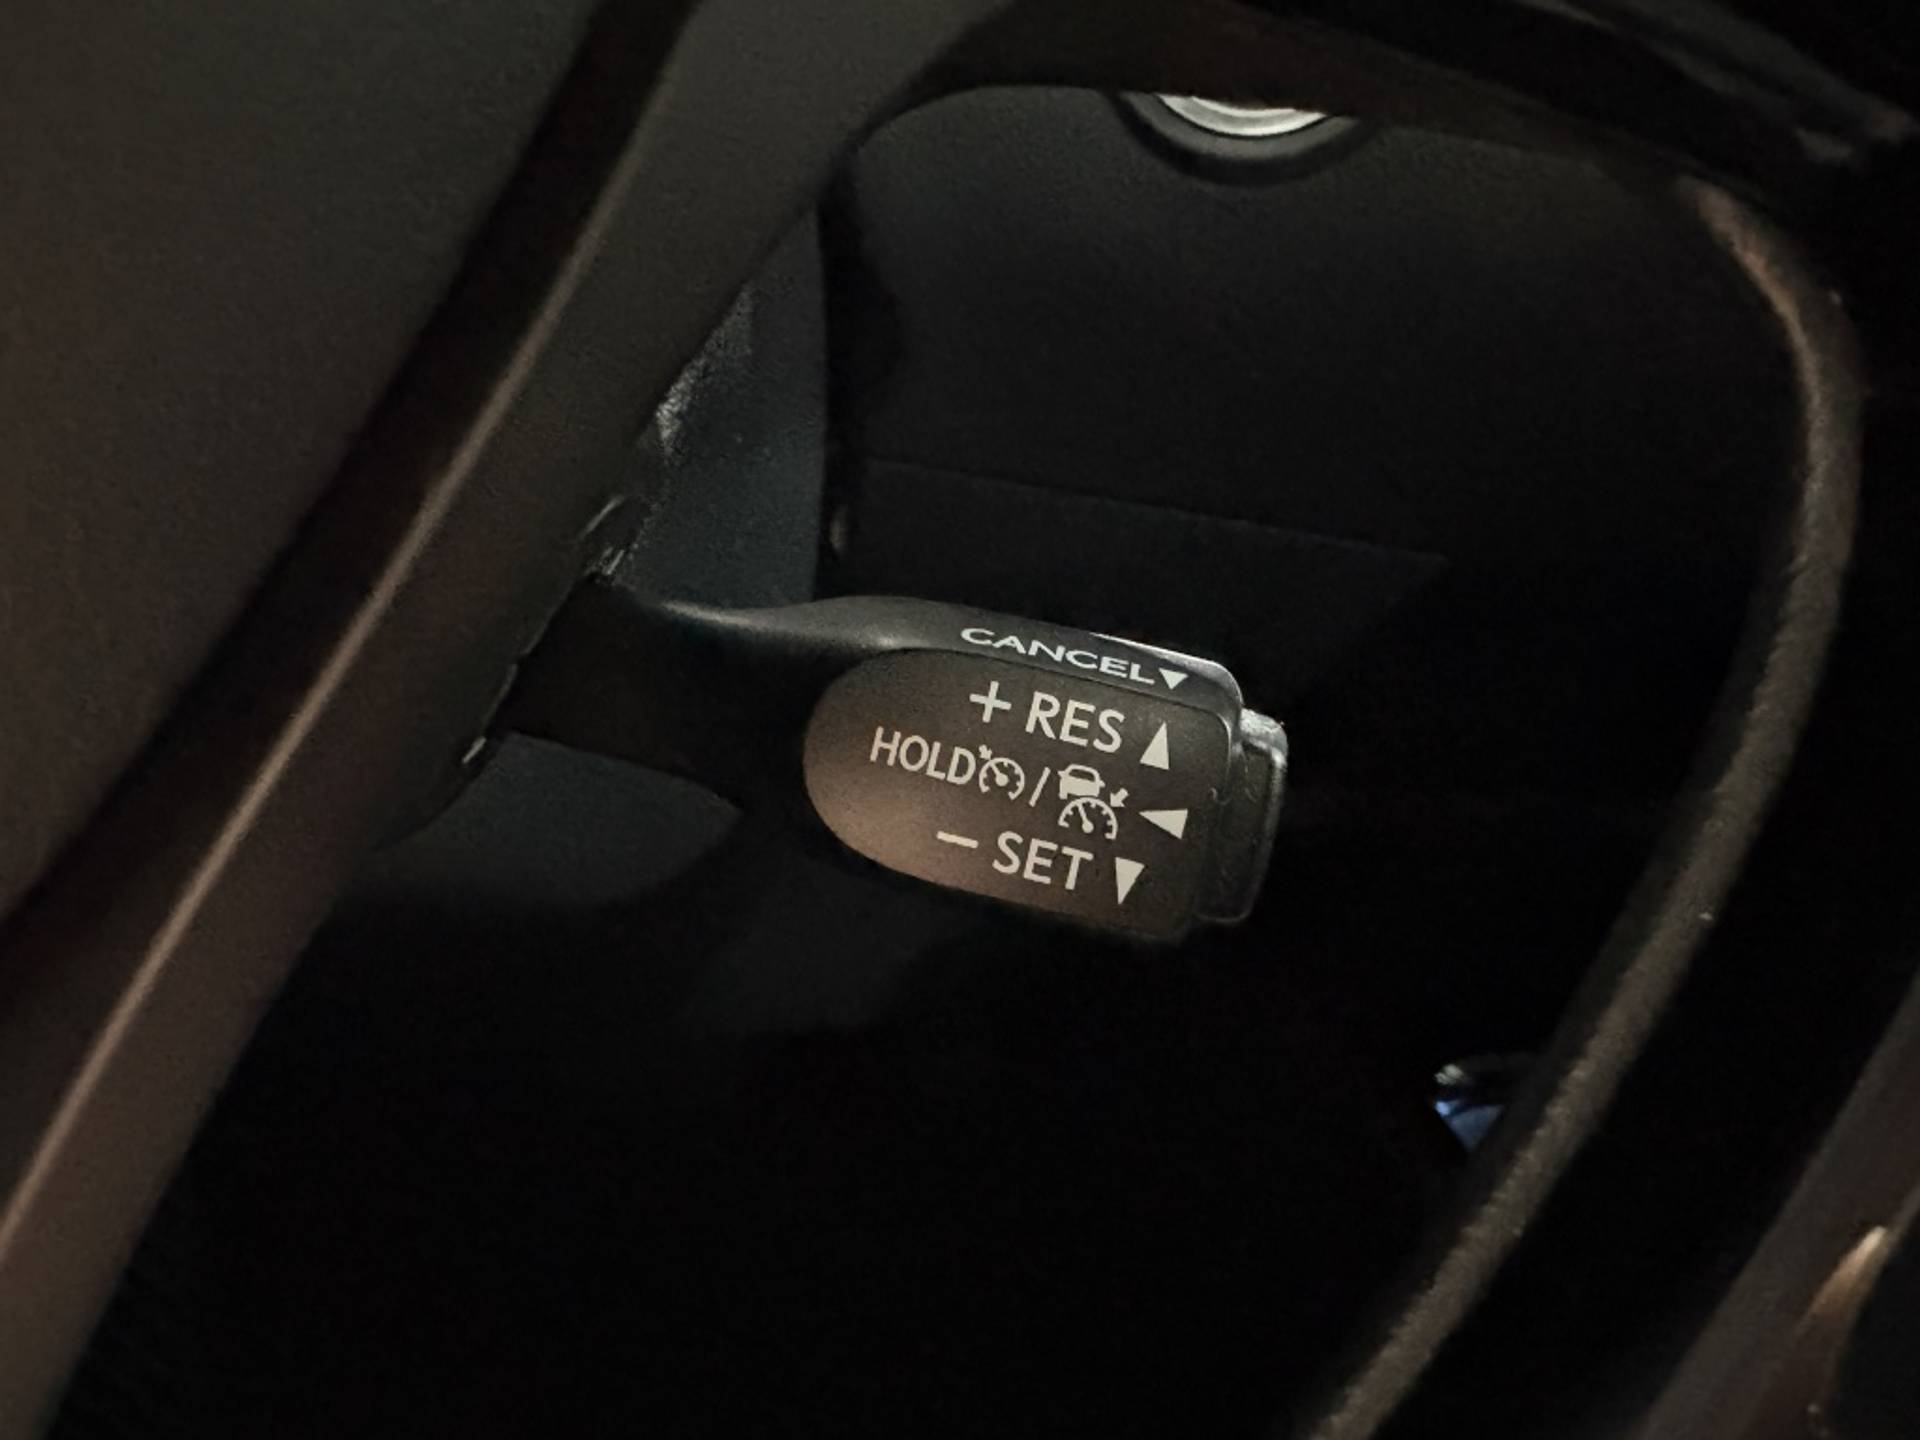 CANCEL▼
+ RES ▲
HOLD / ◀
− SET ▼